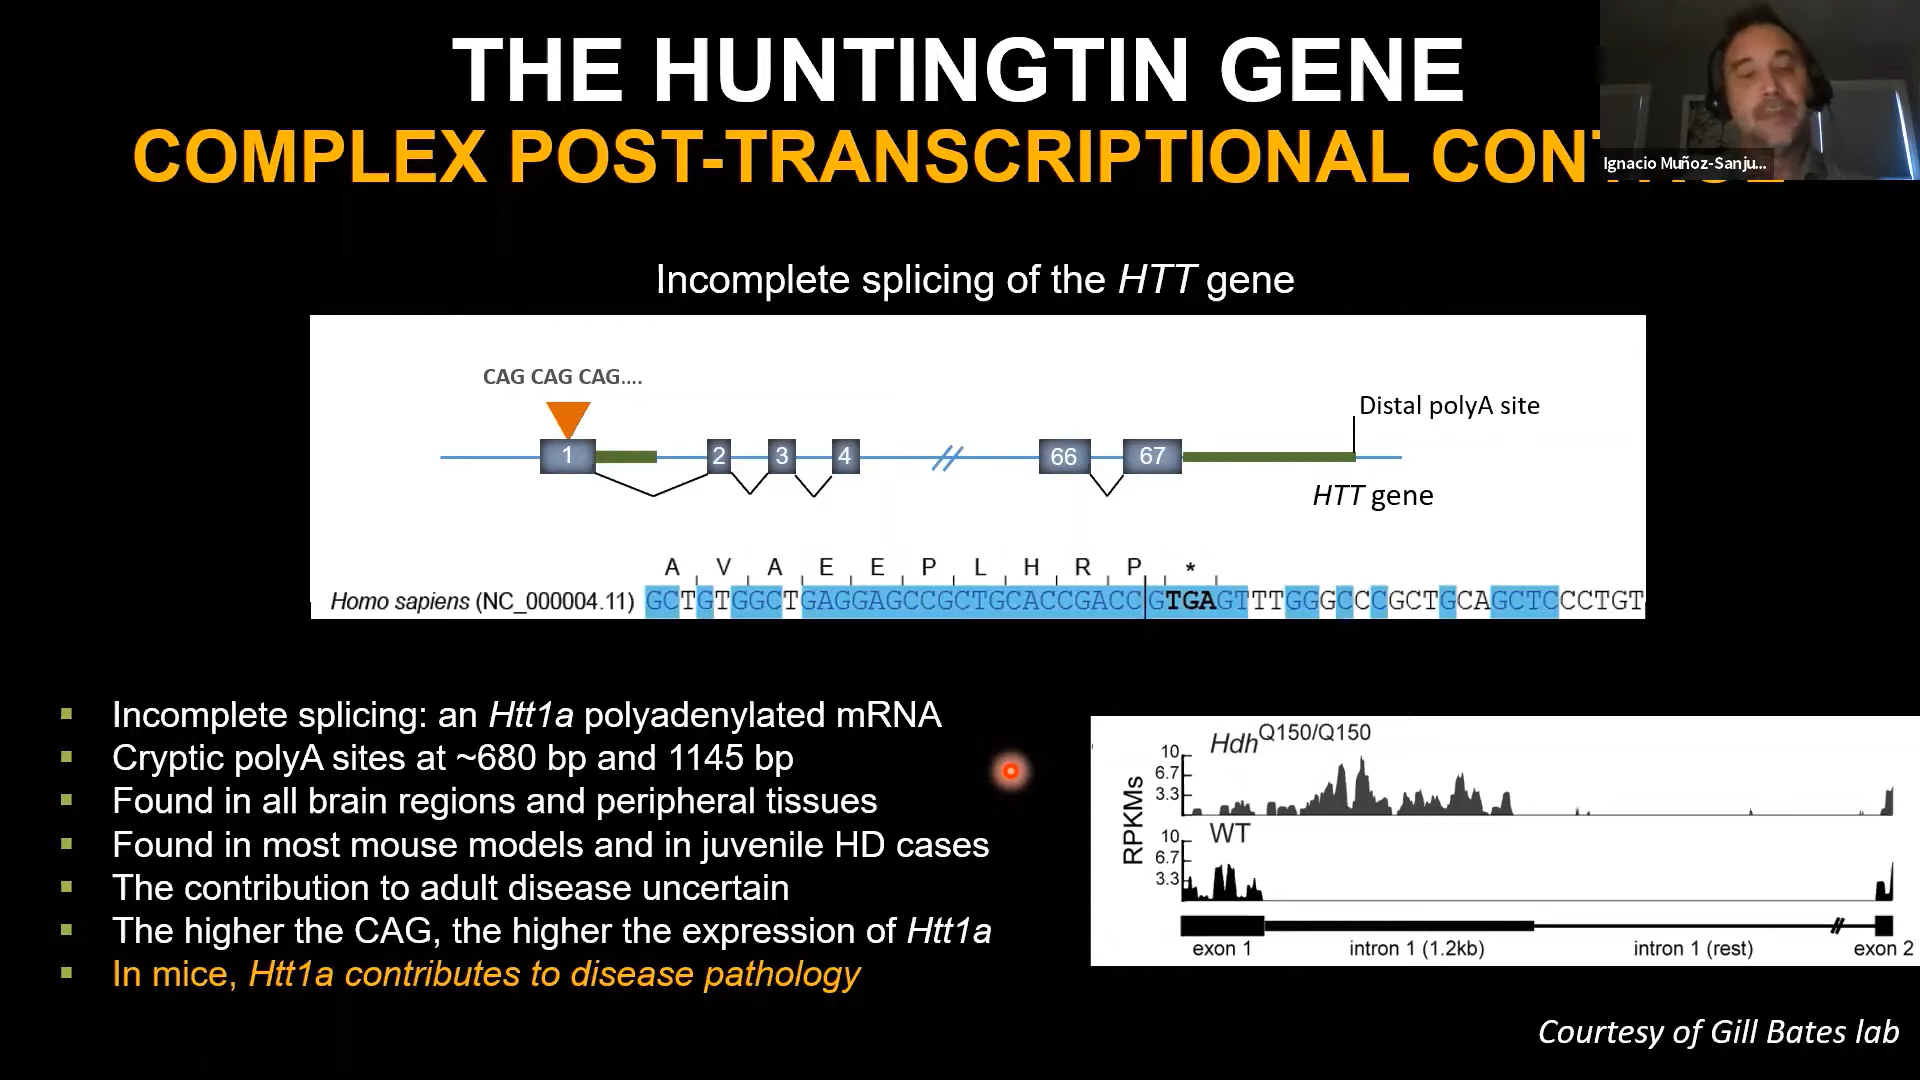 THE HUNTINGTIN GENE
COMPLEX POST-TRANSCRIPTIONAL
Ignacio Muñoz-Sanju...
Incomplete splicing of the HTT gene
CAG CAG CAG....
Distal polyA site
1 2 3 4 66 67
HTT gene
A V A E E P L H R P *
Homo sapiens (NC_000004.11) GCTGTGGCTGAGGAGCCGCTGCACCGACCGTGAGTTTGGGCCCGCTGCAGCTCCCTGT
▪ Incomplete splicing: an Htt1a polyadenylated mRNA
▪ Cryptic polyA sites at ~680 bp and 1145 bp
▪ Found in all brain regions and peripheral tissues
▪ Found in most mouse models and in juvenile HD cases
▪ The contribution to adult disease uncertain
▪ The higher the CAG, the higher the expression of Htt1a
▪ In mice, Htt1a contributes to disease pathology
Hdh Q150/Q150
10
6.7
3.3
WT
10
6.7
3.3
RPKMs
exon 1 intron 1 (1.2kb) intron 1 (rest) exon 2
Courtesy of Gill Bates lab